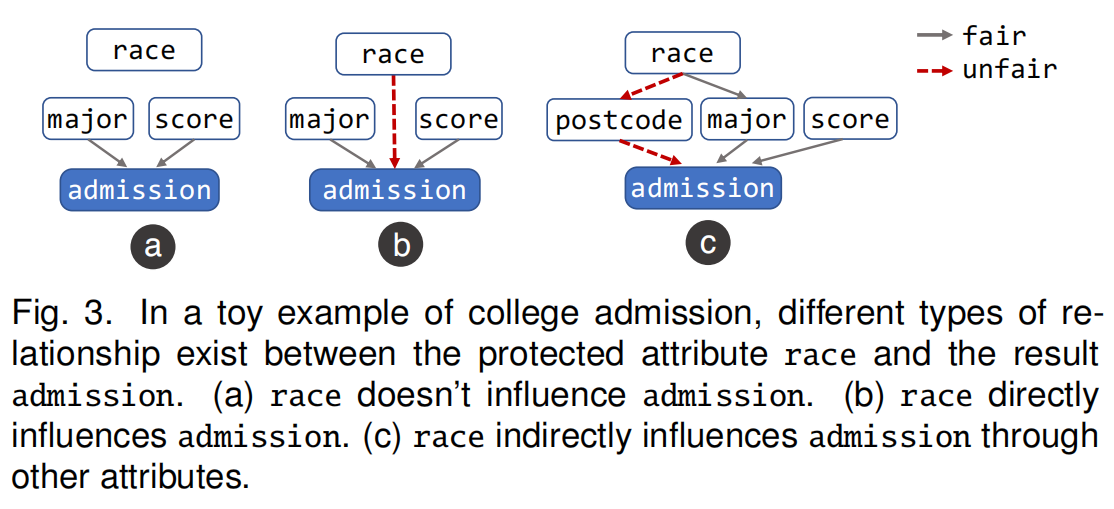 race
major
score
admission
a
race
major
score
admission
b
race
postcode
major
score
admission
c
fair
unfair
Fig. 3. In a toy example of college admission, different types of re-
lationship exist between the protected attribute race and the result
admission. (a) race doesn't influence admission. (b) race directly
influences admission. (c) race indirectly influences admission through
other attributes.